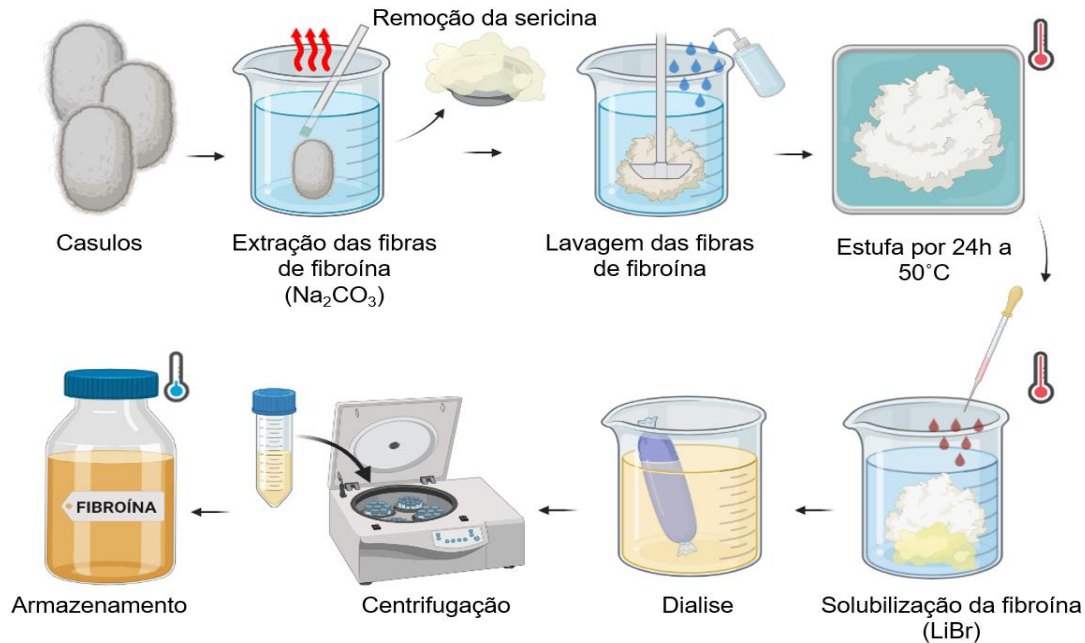 Remoção da sericina
Casulos
Extração das fibras
de fibroína
(Na₂CO₃)
Lavagem das fibras
de fibroína
Estufa por 24h a
50˚C
FIBROÍNA
Armazenamento
Centrifugação
Dialise
Solubilização da fibroína
(LiBr)